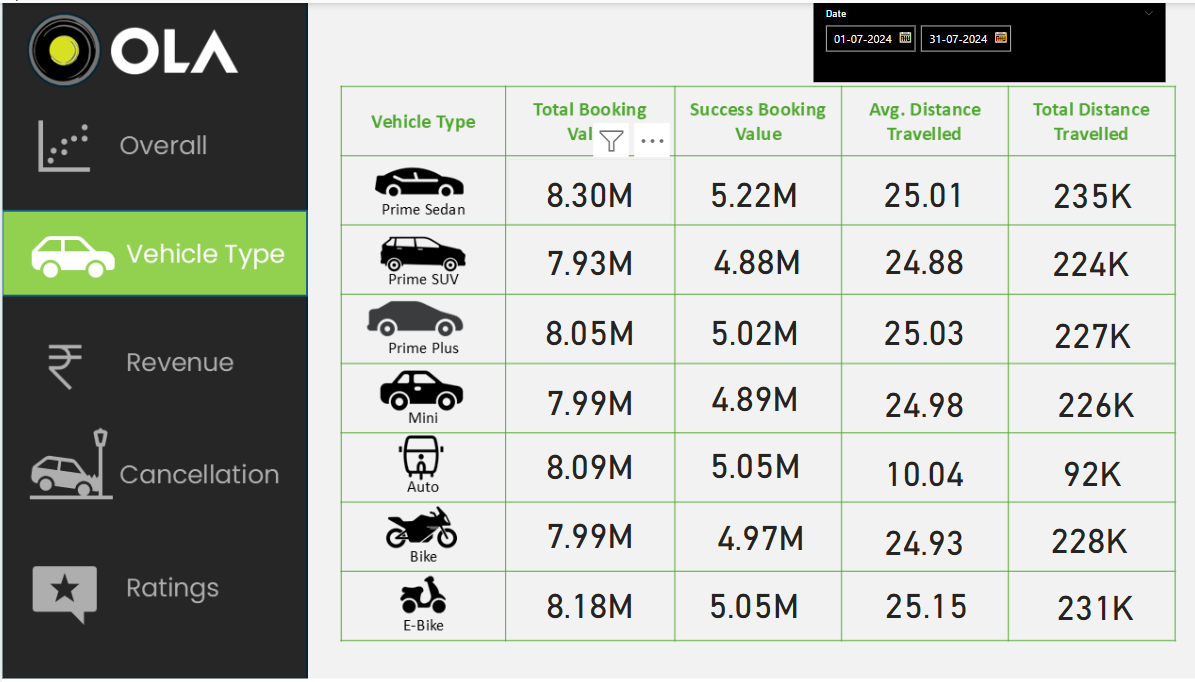 OLA
Date
01-07-2024 31-07-2024
Overall
Vehicle Type
Revenue
Cancellation
Ratings
Vehicle Type
Total Booking
Val
Success Booking
Value
Avg. Distance
Travelled
Total Distance
Travelled
Prime Sedan
8.30M 5.22M 25.01 235K
Prime SUV
7.93M 4.88M 24.88 224K
Prime Plus
8.05M 5.02M 25.03 227K
Mini
7.99M 4.89M 24.98 226K
Auto
8.09M 5.05M 10.04 92K
Bike
7.99M 4.97M 24.93 228K
E-Bike
8.18M 5.05M 25.15 231K